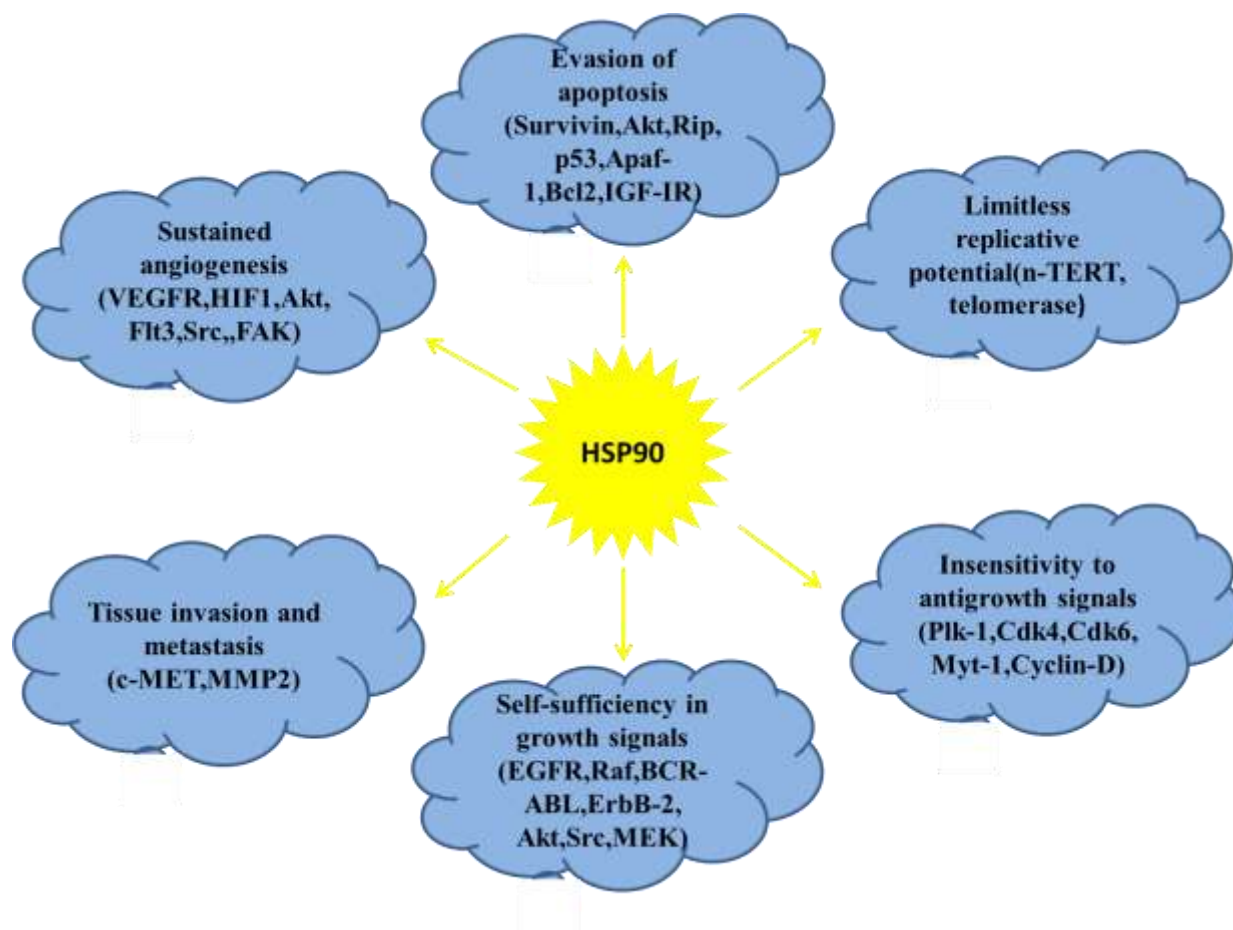 Evasion of
apoptosis
(Survivin,Akt,Rip,
p53,Apaf-
1,Bcl2,IGF-IR)
Sustained
angiogenesis
(VEGFR,HIF1,Akt,
Flt3,Src,,FAK)
Limitless
replicative
potential(n-TERT,
telomerase)
HSP90
Tissue invasion and
metastasis
(c-MET,MMP2)
Insensitivity to
antigrowth signals
(Plk-1,Cdk4,Cdk6,
Myt-1,Cyclin-D)
Self-sufficiency in
growth signals
(EGFR,Raf,BCR-
ABL,ErbB-2,
Akt,Src,MEK)